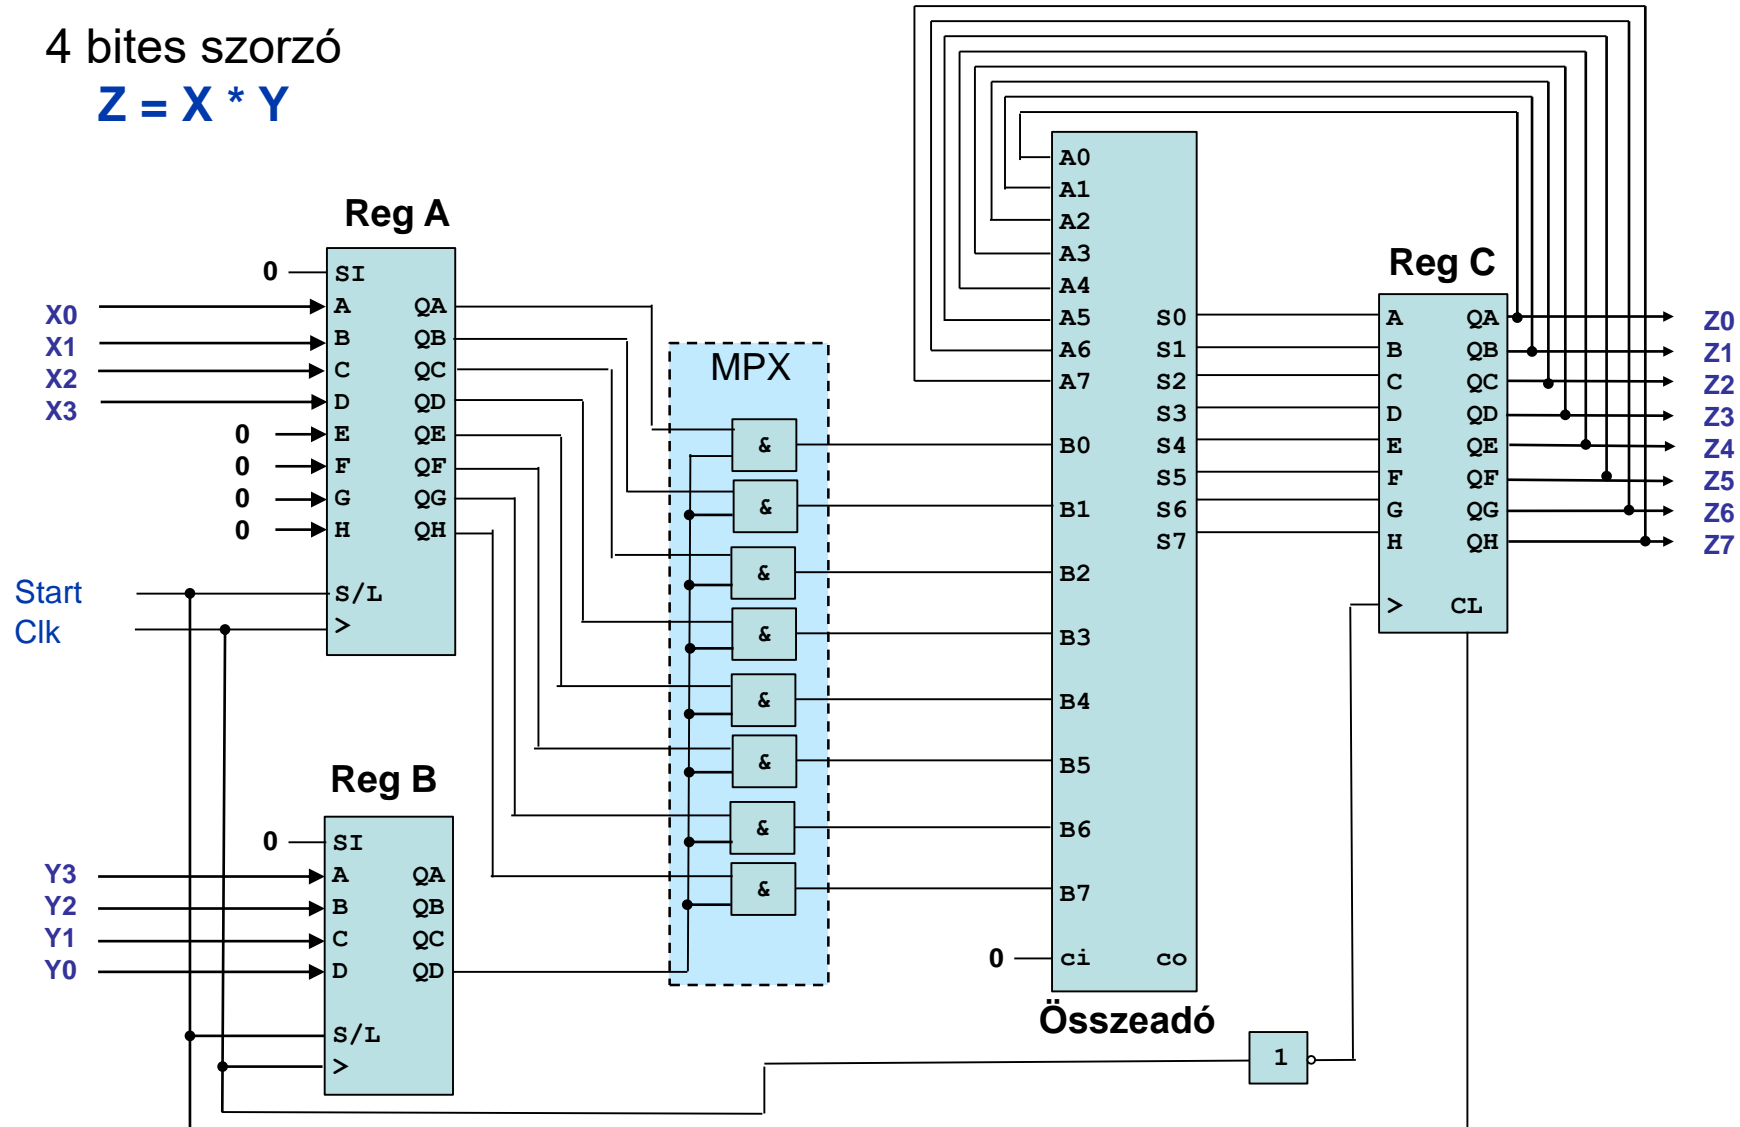 4 bites szorzó
Z = X * Y
Reg A
0
SI
X0
A
QA
X1
B
QB
X2
C
QC
X3
D
QD
0
E
QE
0
F
QF
0
G
QG
0
H
QH
Start
S/L
Clk
>
Reg B
0
SI
Y3
A
QA
Y2
B
QB
Y1
C
QC
Y0
D
QD
S/L
>
MPX
&
&
&
&
&
&
&
&
A0
A1
A2
A3
A4
A5
A6
A7
B0
B1
B2
B3
B4
B5
B6
B7
0
ci
co
S0
S1
S2
S3
S4
S5
S6
S7
Összeadó
1
Reg C
A
QA
Z0
B
QB
Z1
C
QC
Z2
D
QD
Z3
E
QE
Z4
F
QF
Z5
G
QG
Z6
H
QH
Z7
>
CL